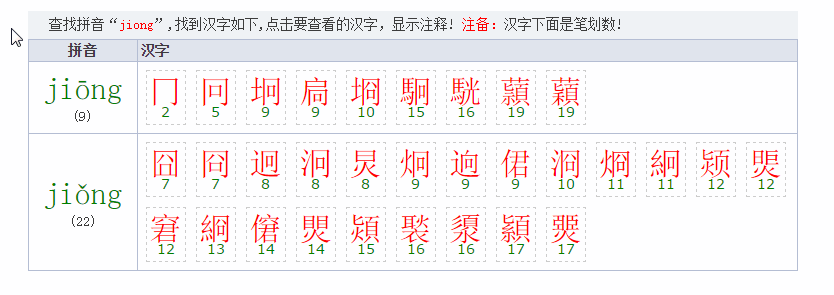 查找拼音“jiong”,找到汉字如下,点击要查看的汉字, 显示注释! 注备: 汉字下面是笔划数!
拼音 汉字
jiōng 冂 冋 坰 扃 埛 駉 駫 蘏 蘔
(9) 2 5 9 9 10 15 16 19 19
jiǒng 囧 冏 迥 泂 炅 炯 逈 侰 浻 烱 絅 颎 煚
7 7 8 8 8 9 9 9 10 11 11 12 12
(22) 窘 綗 僒 煛 熲 褧 澃 顈 燛
12 13 14 14 15 16 16 17 17